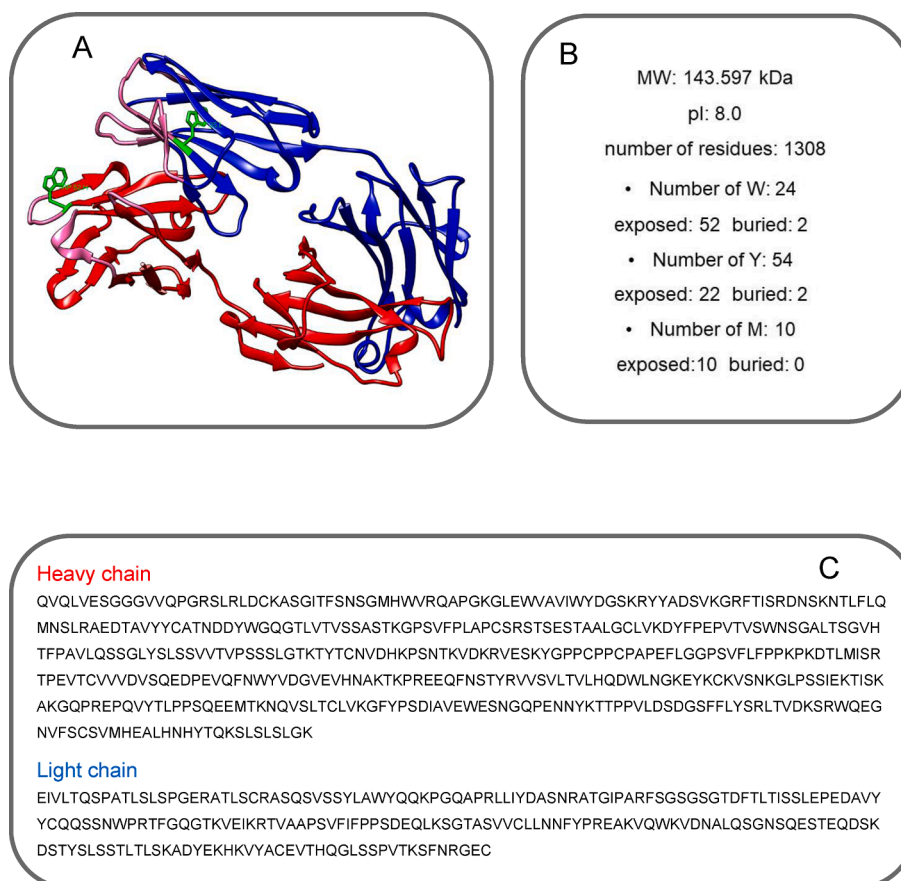 A
B
MW: 143.597 kDa
pI: 8.0
number of residues: 1308
• Number of W: 24
exposed: 52 buried: 2
• Number of Y: 54
exposed: 22 buried: 2
• Number of M: 10
exposed:10 buried: 0
C
Heavy chain
QVQLVESGGGVVQPGRSLRLDCKASGITFSNSGMHWVRQAPGKGLEWVAVIWYDGSKRYYADSVKGRFTISRDNSKNTLFLQ
MNSLRAEDTAVYYCATNDDYWGQGTLVTVSSASTKGPSVFPLAPCSRSTSESTAALGCLVKDYFPEPVTVSWNSGALTSGVH
TFPAVLQSSGLYSLSSVVTVPSSSLGTKTYTCNVDHKPSNTKVDKRVESKYGPPCPPCPAPEFLGGPSVFLFPPKPKDTLMISR
TPEVTCVVVDVSQEDPEVQFNWYVDGVEVHNAKTKPREEQFNSTYRVVSVLTVLHQDWLNGKEYKCKVSNKGLPSSIEKTISK
AKGQPREPQVYTLPPSQEEMTKNQVSLTCLVKGFYPSDIAVEWESNGQPENNYKTTPPVLDSDGSFFLYSRLTVDKSRWQEG
NVFSCSVMHEALHNHYTQKSLSLSLGK
Light chain
EIVLTQSPATLSLSPGERATLSCRASQSVSSYLAWYQQKPGQAPRLLIYDASNRATGIPARFSGSGSGTDFTLTISSLEPEDAVY
YCQQSSNWPRTFGQGTKVEIKRTVAAPSVFIFPPSDEQLKSGTASVVCLLNNFYPREAKVQWKVDNALQSGNSQESTEQDSK
DSTYSLSSTLTLSKADYEKHKVYACEVTHQGLSSPVTKSFNRGEC